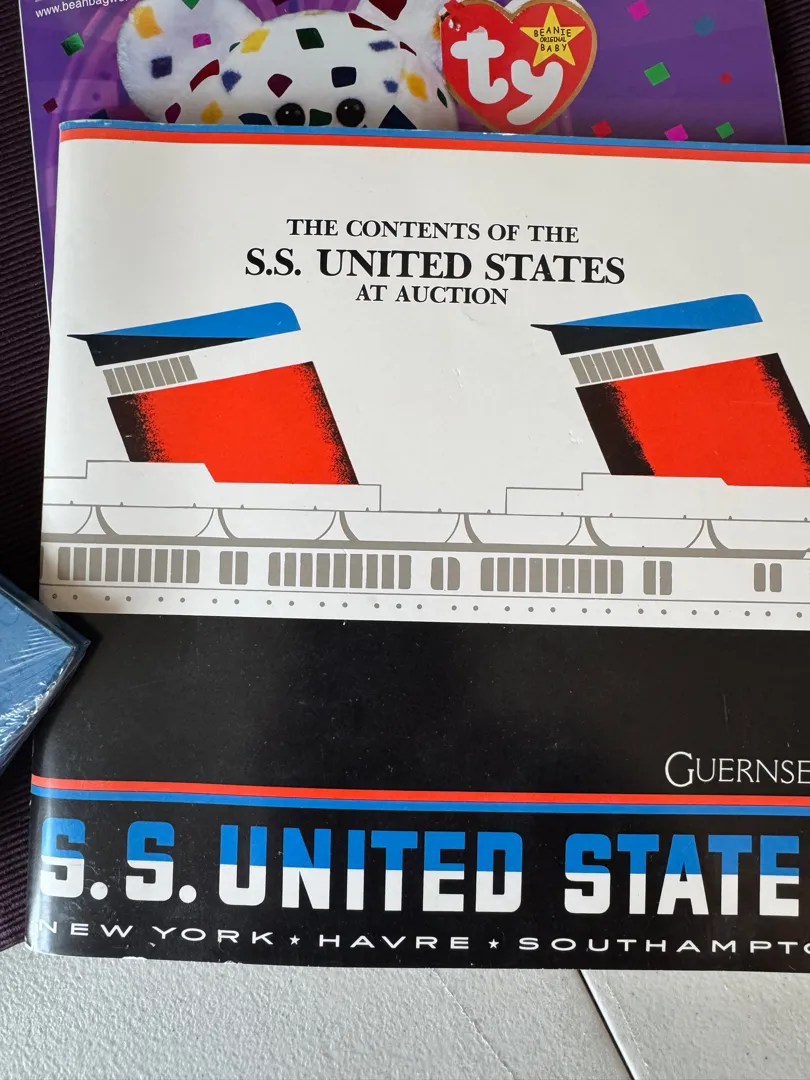 www.beanbagwo
ty
BEANIE
ORIGINAL
BABY
THE CONTENTS OF THE
S.S. UNITED STATES
AT AUCTION
GUERNSE
S.S. UNITED STATE
NEW YORK ★ HAVRE ★ SOUTHAMPTO